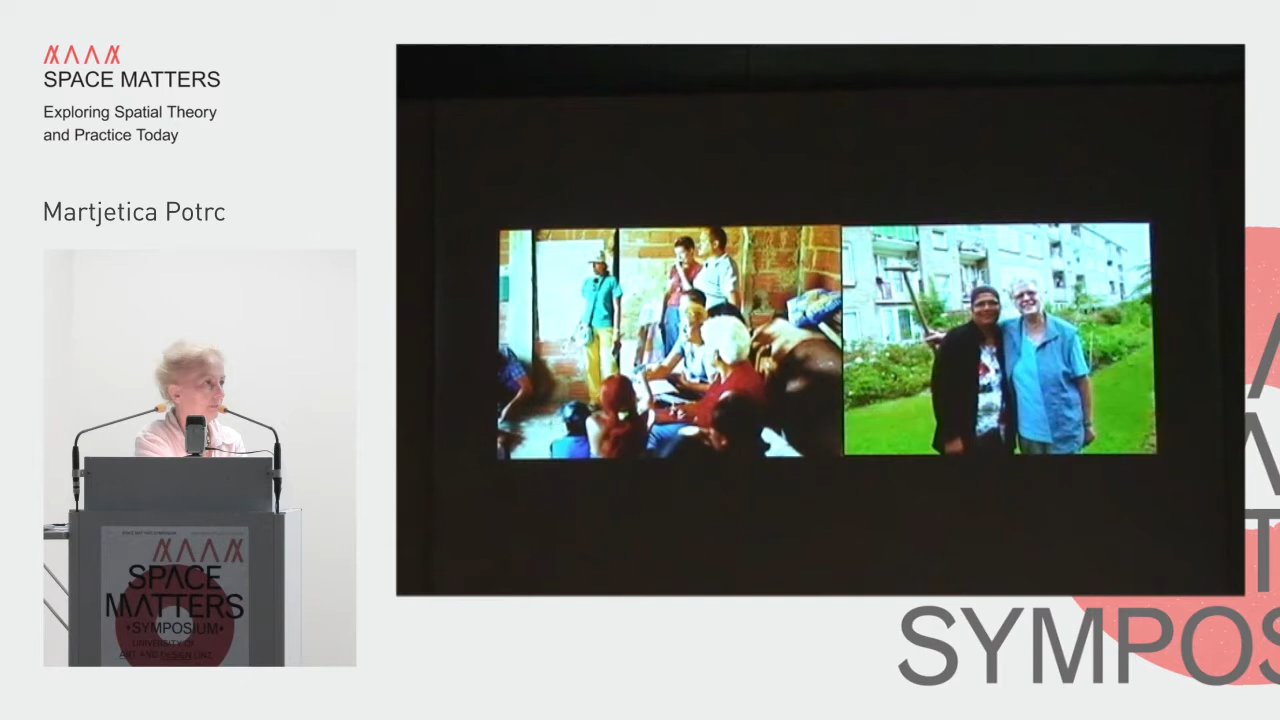 SPACE MATTERS
Exploring Spatial Theory
and Practice Today
Martjetica Potrc
SPACE
MATTERS
SYMPOSIUM
UNIVERSITY OF
ART AND DESIGN LINZ
SYMPOS